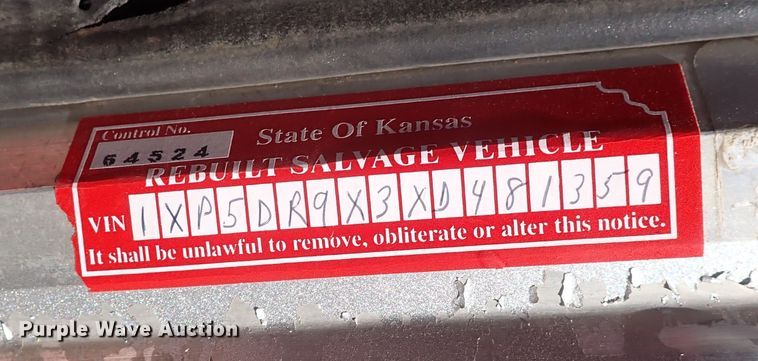 Control No.
64524
State Of Kansas
REBUILT SALVAGE VEHICLE
VIN 1XP5DR9X3XD481359
It shall be unlawful to remove, obliterate or alter this notice.
Purple Wave Auction